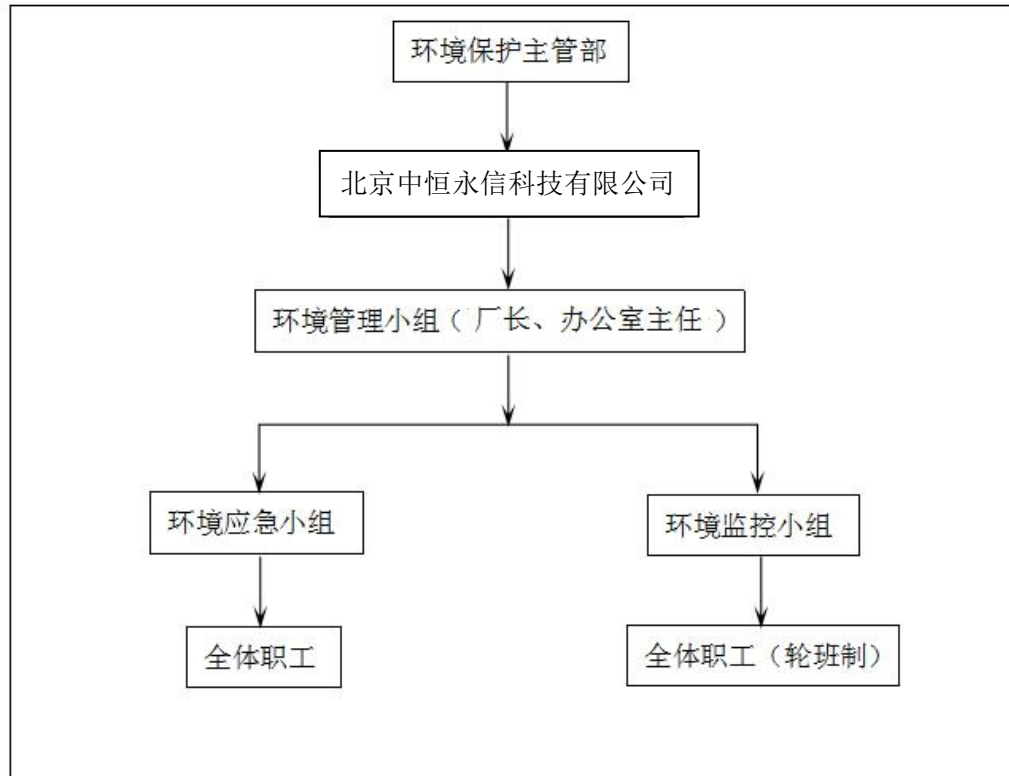 环境保护主管部
北京中恒永信科技有限公司
环境管理小组（厂长、办公室主任）
环境应急小组
环境监控小组
全体职工
全体职工（轮班制）